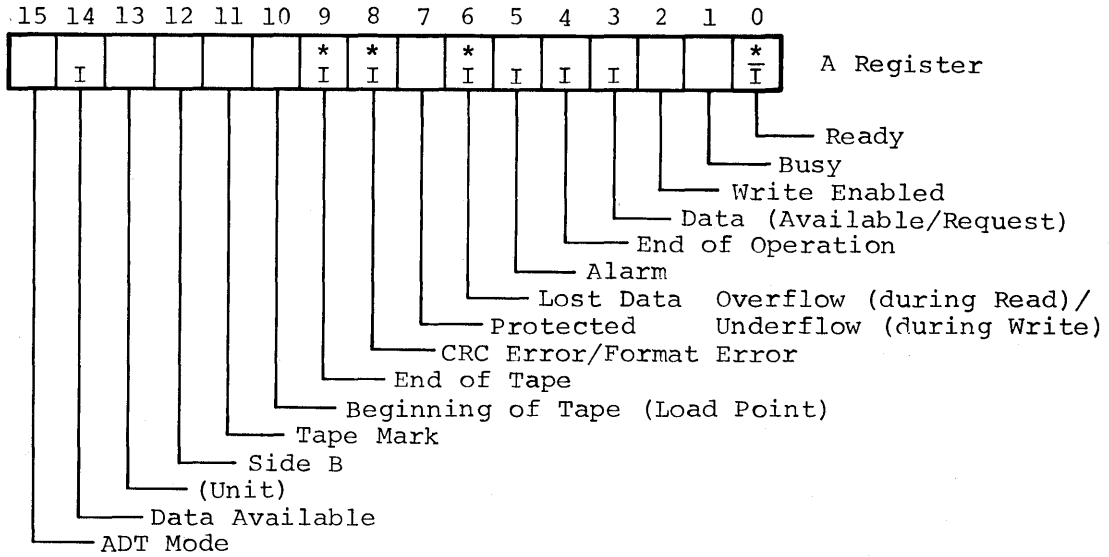 15 14 13 12 11 10 9 8 7 6 5 4 3 2 1 0
* * * *
I I I I I I I I A Register
Ready
Busy
Write Enabled
Data (Available/Request)
End of Operation
Alarm
Lost Data Overflow (during Read)/
Protected Underflow (during Write)
CRC Error/Format Error
End of Tape
Beginning of Tape (Load Point)
Tape Mark
Side B
(Unit)
Data Available
ADT Mode